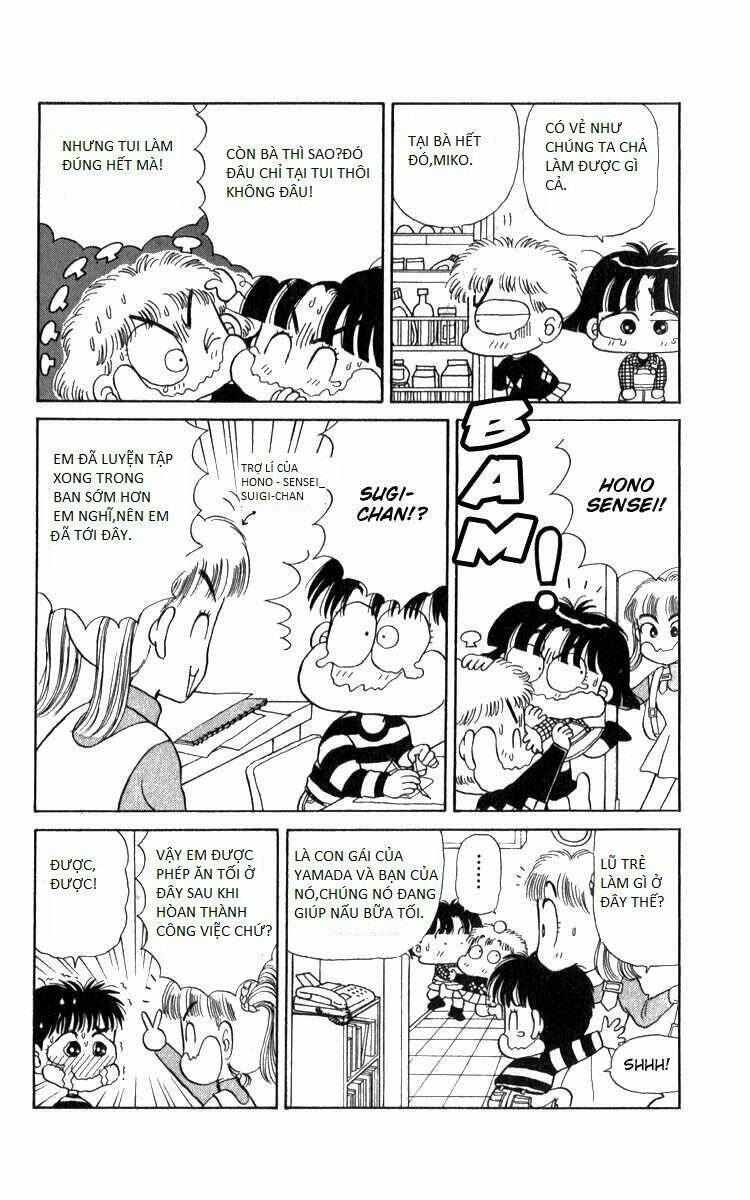 CÓ VẺ NHƯ
CHÚNG TA CHẢ
LÀM ĐƯỢC GÌ
CẢ.
TẠI BÀ HẾT
ĐÓ,MIKO.
CÒN BÀ THÌ SAO?ĐÓ
ĐÂU CHỈ TẠI TUI THÔI
KHÔNG ĐÂU!
NHƯNG TUI LÀM
ĐÚNG HẾT MÀ!
HONO
SENSEI!
BAM!
SUGI-
CHAN!?
TRỢ LÍ CỦA
HONO - SENSEI_
SUIGI-CHAN
EM ĐÃ LUYỆN TẬP
XONG TRONG
BAN SỚM HƠN
EM NGHĨ,NÊN EM
ĐÃ TỚI ĐÂY.
LŨ TRẺ
LÀM GÌ Ở
ĐÂY THẾ?
......
SHHH!
LÀ CON GÁI CỦA
YAMADA VÀ BẠN CỦA
NÓ,CHÚNG NÓ ĐANG
GIÚP NẤU BỮA TỐI.
VẬY EM ĐƯỢC
PHÉP ĂN TỐI Ở
ĐÂY SAU KHI
HÒAN THÀNH
CÔNG VIỆC CHỨ?
ĐƯỢC,
ĐƯỢC!